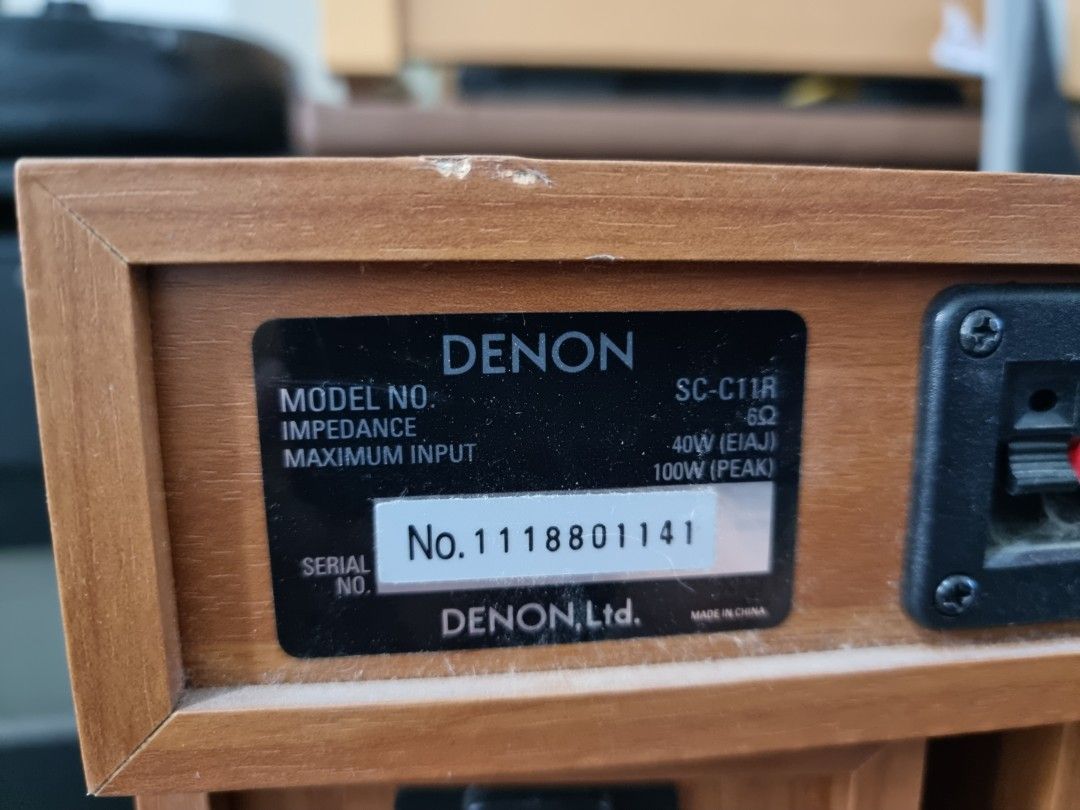 DENON
MODEL NO. SC-C11R
IMPEDANCE 6Ω
MAXIMUM INPUT 40W (EIAJ)
100W (PEAK)
SERIAL NO. No.1118801141
DENON, Ltd. MADE IN CHINA